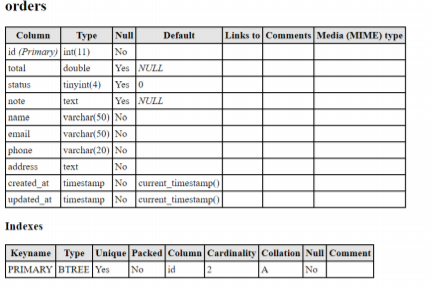 orders
Column Type Null Default Links to Comments Media (MIME) type
id (Primary) int(11) No
total double Yes NULL
status tinyint(4) Yes 0
note text Yes NULL
name varchar(50) No
email varchar(50) No
phone varchar(20) No
address text No
created_at timestamp No current_timestamp()
updated_at timestamp No current_timestamp()
Indexes
Keyname Type Unique Packed Column Cardinality Collation Null Comment
PRIMARY BTREE Yes No id 2 A No